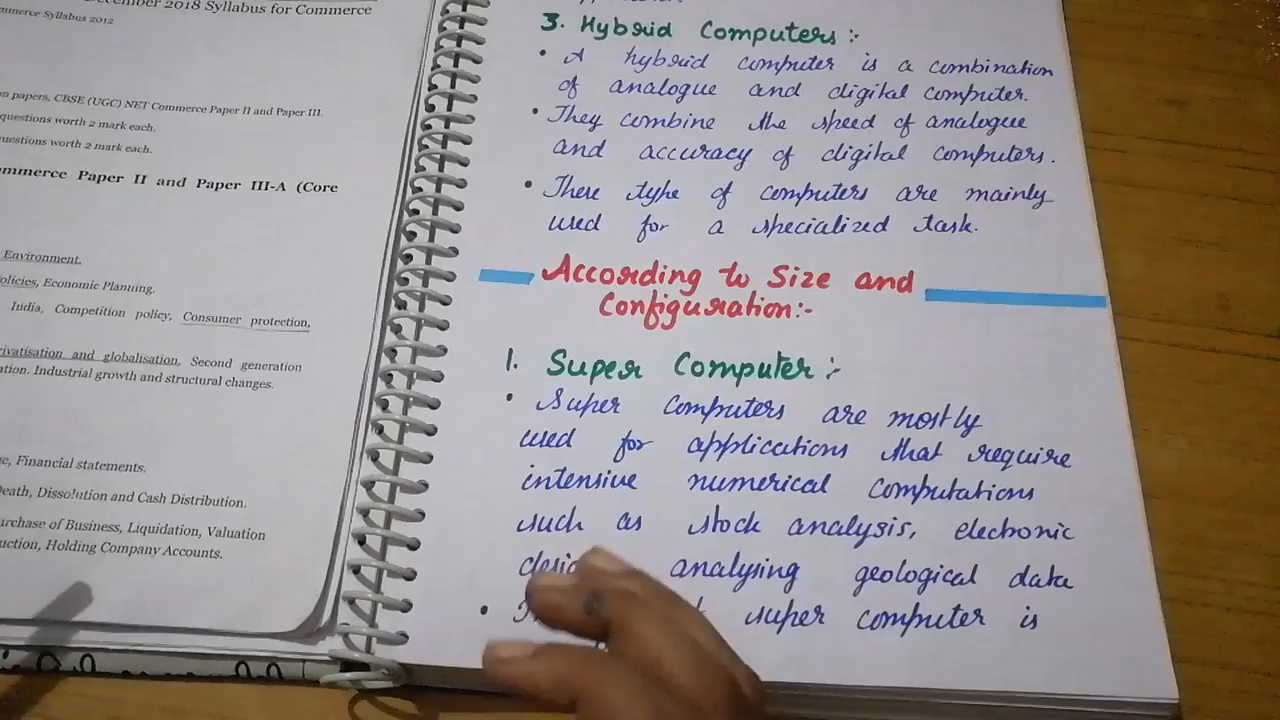 December 2018 Syllabus for Commerce
Commerce Syllabus 2012
on papers, CBSE (UGC) NET Commerce Paper II and Paper III.
questions worth 2 mark each.
questions worth 2 mark each.
Commerce Paper II and Paper III-A (Core
Environment.
olicies, Economic Planning.
India, Competition policy, Consumer protection,
rivatisation and globalisation, Second generation
ation. Industrial growth and structural changes.
e, Financial statements.
Death, Dissolution and Cash Distribution.
urchase of Business, Liquidation, Valuation
uction, Holding Company Accounts.
3. Hybrid Computers:-
• A hybrid computer is a combination
of analogue and digital computer.
• They combine the speed of analogue
and accuracy of digital computers.
• These type of computers are mainly
used for a specialized task.
According to Size and
Configuration:-
1. Super Computer:-
• Super computers are mostly
used for applications that require
intensive numerical computations
such as stock analysis, electronic
analysing geological data
• super computer is